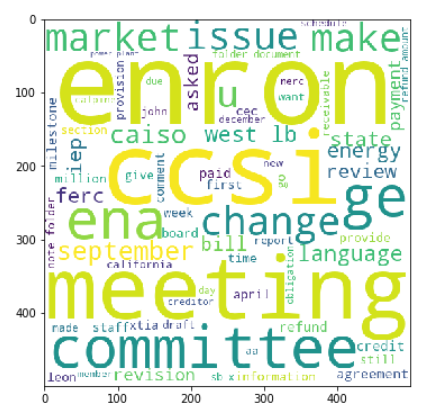 0
market issue make
power plant
folder document
schedule
enron
100
calome
provision
due
john
asked
u
cec
december
nerc
want
receivable
payment
refund amount
section
milestone
iep
caiso west lb state
energy
200
million
give
comment
paid
first
new
review
ccsi
ge
ferc
ena
week
change
300
note folder
september
board
bill
report
time
language
provide
obligation
california
day
creditor
april
meeting
400
made staff xtia draft
refund
credit
still
committee
aa
leon
member
revision
sb x
information
agreement
0 100 200 300 400